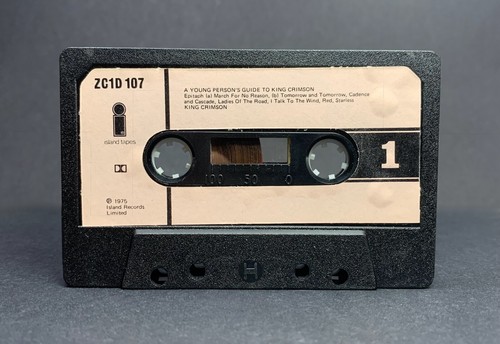 ZC1D 107
A YOUNG PERSON'S GUIDE TO KING CRIMSON
Epitaph (a) March For No Reason, (b) Tomorrow and Tomorrow, Cadence
and Cascade, Ladies Of The Road, I Talk To The Wind, Red, Starless
KING CRIMSON
i
island tapes
1
100 50 0
℗ 1975
Island Records
Limited
H